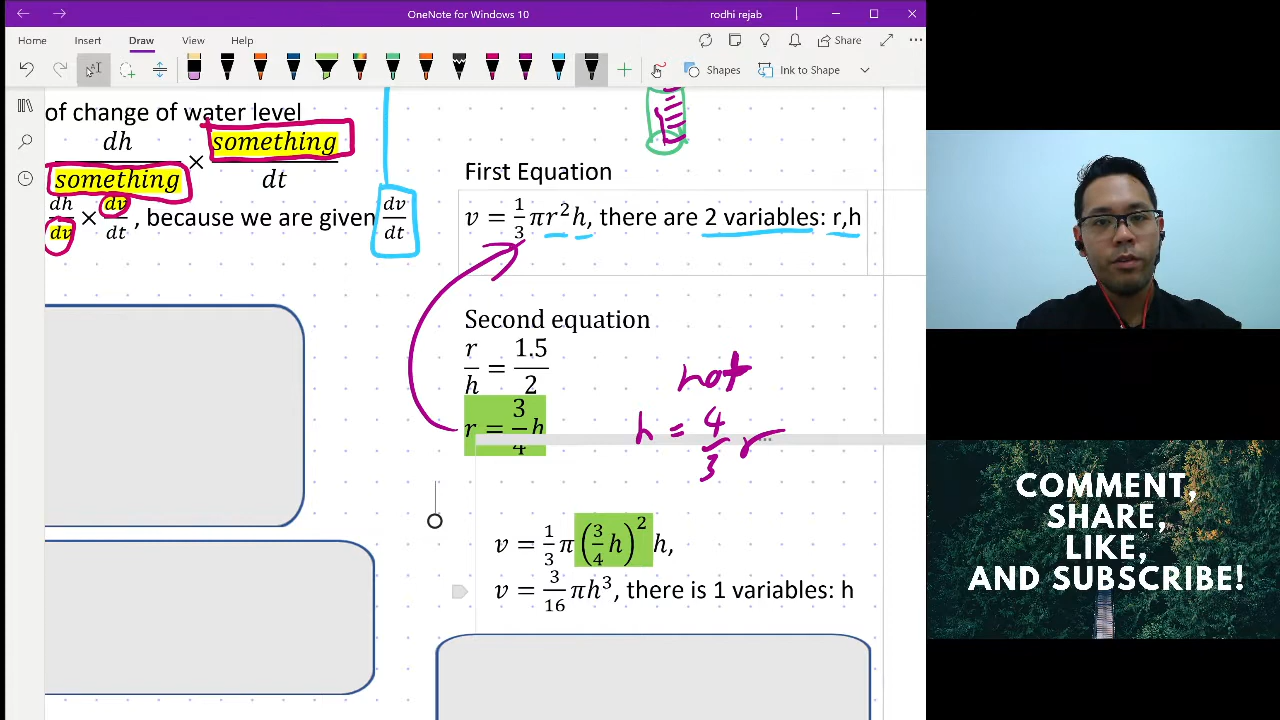 OneNote for Windows 10
rodhi rejab
Home Insert Draw View Help
Share
Shapes
Ink to Shape
of change of water level
dh/something × something/dt
dh/dv × dv/dt, because we are given dv/dt
First Equation
v = 1/3 πr²h, there are 2 variables: r,h
Second equation
r/h = 1.5/2
r = 3/4 h
not
h = 4/3 r
v = 1/3 π(3/4 h)² h,
v = 3/16 πh³, there is 1 variables: h
COMMENT,
SHARE,
LIKE,
AND SUBSCRIBE!